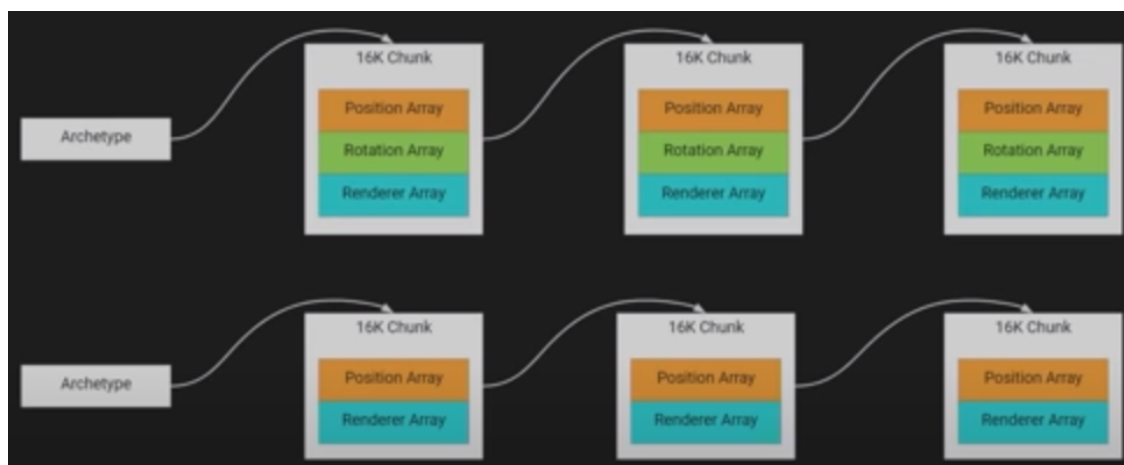 16K Chunk
16K Chunk
16K Chunk
Position Array
Position Array
Position Array
Archetype
Rotation Array
Rotation Array
Rotation Array
Renderer Array
Renderer Array
Renderer Array
16K Chunk
16K Chunk
16K Chunk
Archetype
Position Array
Position Array
Position Array
Renderer Array
Renderer Array
Renderer Array